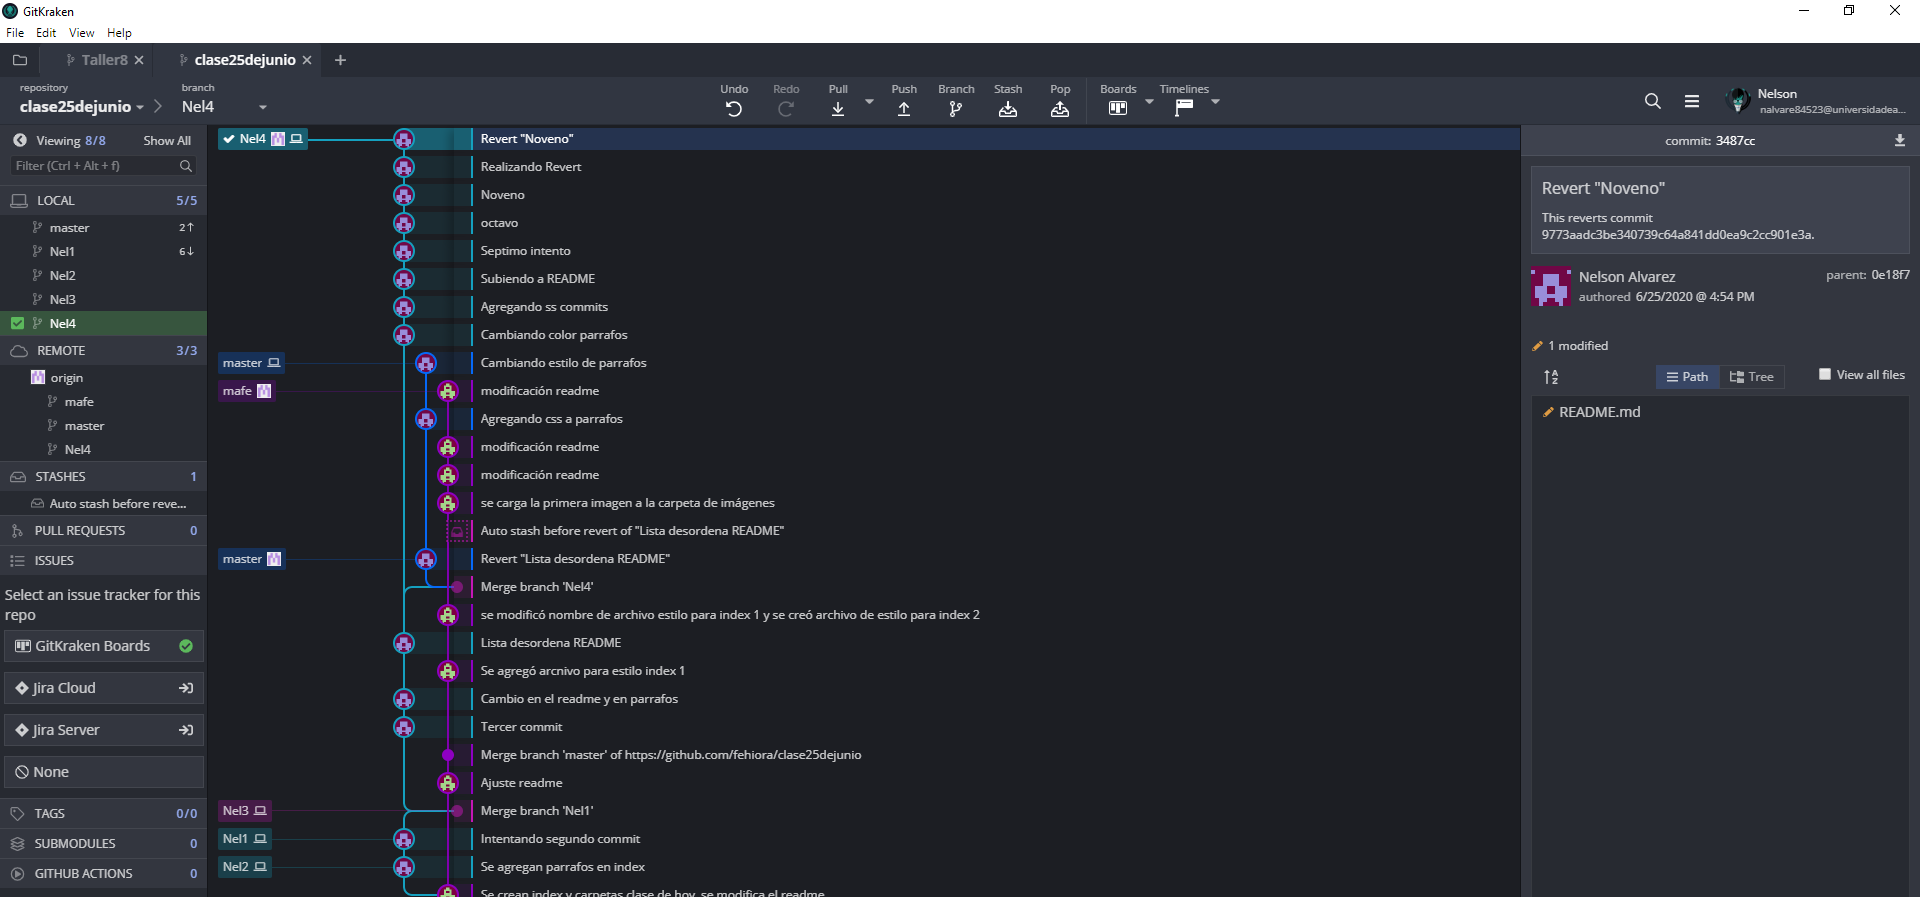 GitKraken
File Edit View Help
Taller8
clase25dejunio
repository
clase25dejunio
branch
Nel4
Undo
Redo
Pull
Push
Branch
Stash
Pop
Boards
Timelines
Nelson
nalvare84523@universidadea...
Viewing 8/8 Show All
Filter (Ctrl + Alt + f)
LOCAL 5/5
master 2↑
Nel1 6↓
Nel2
Nel3
Nel4
REMOTE 3/3
origin
mafe
master
Nel4
STASHES 1
Auto stash before reve...
PULL REQUESTS 0
ISSUES
Select an issue tracker for this
repo
GitKraken Boards
Jira Cloud
Jira Server
None
TAGS 0/0
SUBMODULES 0
GITHUB ACTIONS 0
Nel4 Revert "Noveno"
Realizando Revert
Noveno
octavo
Septimo intento
Subiendo a README
Agregando ss commits
Cambiando color parrafos
master Cambiando estilo de parrafos
mafe modificación readme
Agregando css a parrafos
modificación readme
modificación readme
se carga la primera imagen a la carpeta de imágenes
Auto stash before revert of "Lista desordena README"
master Revert "Lista desordena README"
Merge branch 'Nel4'
se modificó nombre de archivo estilo para index 1 y se creó archivo de estilo para index 2
Lista desordena README
Se agregó arcnivo para estilo index 1
Cambio en el readme y en parrafos
Tercer commit
Merge branch 'master' of https://github.com/fehiora/clase25dejunio
Ajuste readme
Nel3 Merge branch 'Nel1'
Nel1 Intentando segundo commit
Nel2 Se agregan parrafos en index
Se crean index y carpetas clase de hoy, se modifica el readme
commit: 3487cc
Revert "Noveno"
This reverts commit
9773aadc3be340739c64a841dd0ea9c2cc901e3a.
Nelson Alvarez
parent: 0e18f7
authored 6/25/2020 @ 4:54 PM
1 modified
Path
Tree
View all files
README.md